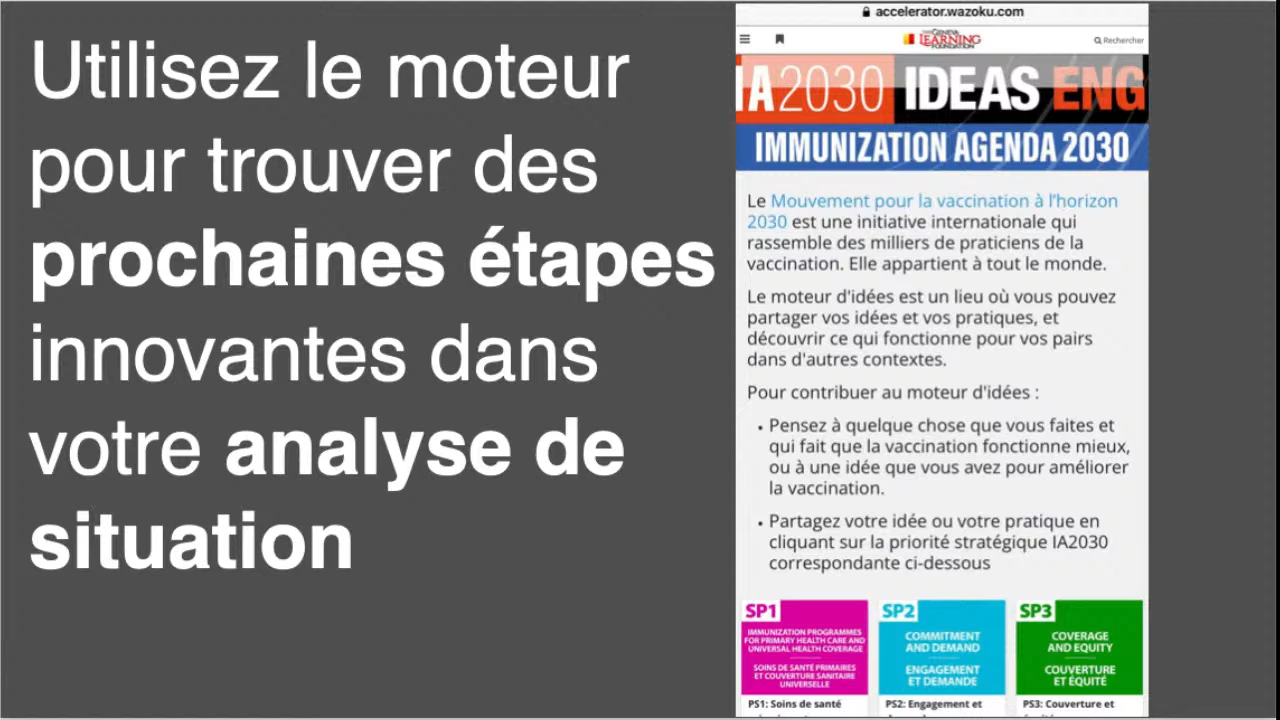 Utilisez le moteur
pour trouver des
prochaines étapes
innovantes dans
votre analyse de
situation
accelerator.wazoku.com
THE GENEVA
LEARNING
FOUNDATION
Rechercher
IA2030 IDEAS ENG
IMMUNIZATION AGENDA 2030
Le Mouvement pour la vaccination à l'horizon
2030 est une initiative internationale qui
rassemble des milliers de praticiens de la
vaccination. Elle appartient à tout le monde.
Le moteur d'idées est un lieu où vous pouvez
partager vos idées et vos pratiques, et
découvrir ce qui fonctionne pour vos pairs
dans d'autres contextes.
Pour contribuer au moteur d'idées :
• Pensez à quelque chose que vous faites et
qui fait que la vaccination fonctionne mieux,
ou à une idée que vous avez pour améliorer
la vaccination.
• Partagez votre idée ou votre pratique en
cliquant sur la priorité stratégique IA2030
correspondante ci-dessous
SP1
IMMUNIZATION PROGRAMMES
FOR PRIMARY HEALTH CARE AND
UNIVERSAL HEALTH COVERAGE
SOINS DE SANTÉ PRIMAIRES
ET COUVERTURE SANITAIRE
UNIVERSELLE
PS1: Soins de santé
SP2
COMMITMENT
AND DEMAND
ENGAGEMENT
ET DEMANDE
PS2: Engagement et
SP3
COVERAGE
AND EQUITY
COUVERTURE
ET ÉQUITÉ
PS3: Couverture et